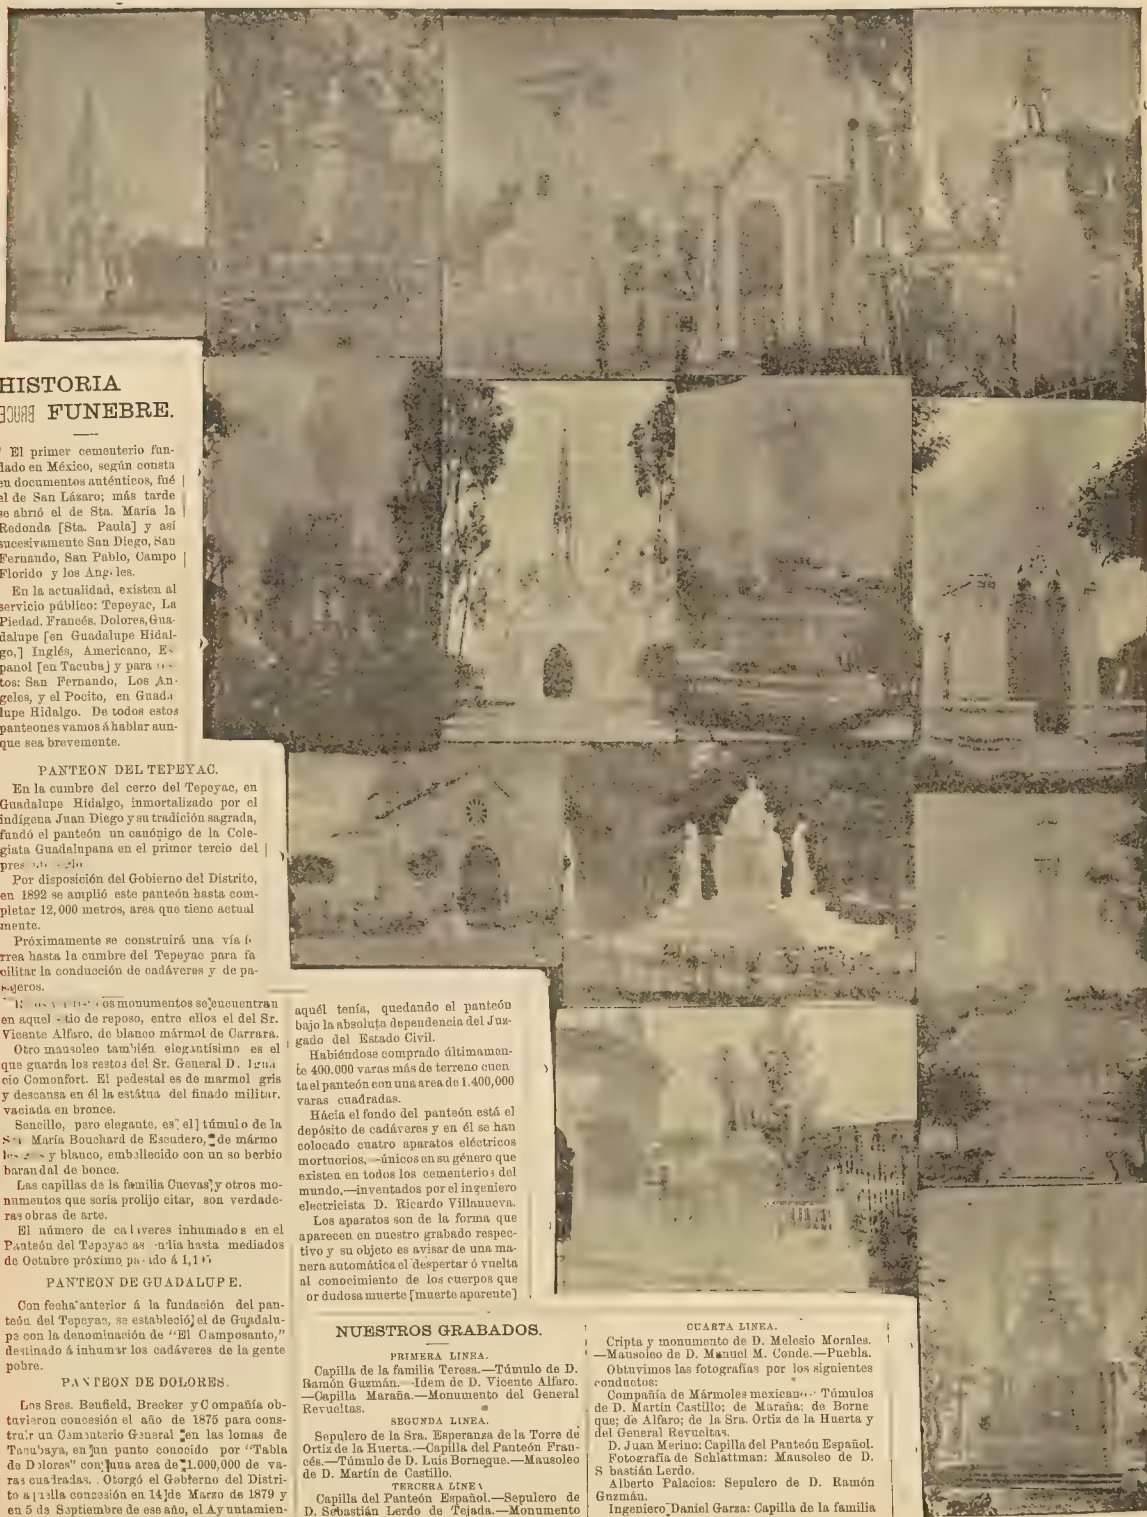 HISTORIA
FUNEBRE.
El primer cementerio fun-
dado en México, según consta
en documentos auténticos, fué
el de San Lázaro; más tarde
se abrió el de Sta. María la
Redonda [Sta. Paula] y así
sucesivamente San Diego, San
Fernando, San Pablo, Campo
Florido y los Angeles.
En la actualidad, existen al
servicio público: Tepeyac, La
Piedad, Francés, Dolores, Gua-
dalupe [en Guadalupe Hidal-
go,] Inglés, Americano, Es-
panol [en Tacuba] y para
tos: San Fernando, Los An-
geles, y el Pocito, en Guada
lupe Hidalgo. De todos estos
panteones vamos á hablar aun-
que sea brevemente.
PANTEON DEL TEPEYAC.
En la cumbre del cerro del Tepeyac, en
Guadalupe Hidalgo, inmortalizado por el
indígena Juan Diego y su tradición sagrada,
fundó el panteón un canónigo de la Cole-
giata Guadalupana en el primer tercio del
pres
Por disposición del Gobierno del Distrito,
en 1892 se amplió este panteón hasta com-
pletar 12,000 metros, area que tiene actual
mente.
Próximamente se construirá una vía
rrea hasta la cumbre del Tepeyac para fa
cilitar la conducción de cadáveres y de pa-
sajeros.
os monumentos se encuentran
en aquel sitio de reposo, entre ellos el del Sr.
Vicente Alfaro, de blanco mármol de Carrara.
Otro mausoleo también elegantísimo es el
que guarda los restos del Sr. General D. Igna
cio Comonfort. El pedestal es de marmol gris
y descansa en él la estátua del finado militar,
vaciada en bronce.
Sencillo, pero elegante, es el túmulo de la
María Bouchard de Escudero, de mármo
y blanco, embellecido con un so berbio
barandal de bonce.
Las capillas de la familia Cuevas y otros mo-
numentos que sería prolijo citar, son verdade-
ras obras de arte.
El número de cadáveres inhumados en el
Panteón del Tepeyac ascendía hasta mediados
de Octubre próximo pasado á
PANTEON DE GUADALUPE.
Con fecha anterior á la fundación del pan-
teón del Tepeyac, se estableció el de Guadalu-
pe con la denominación de "El Camposanto,"
destinado á inhumar los cadáveres de la gente
pobre.
PANTEON DE DOLORES.
Los Sres. Benfield, Brecker y Compañía ob-
tuvieron concesión el año de 1875 para cons-
truir un Cementerio General en las lomas de
Tacubaya, en un punto conocido por "Tabla
de Dolores" con una area de 1.000,000 de va-
ras cuadradas. Otorgó el Gobierno del Distri-
to aquella concesión en 14 de Marzo de 1879 y
en 5 de Septiembre de ese año, el Ayuntamien-
aquél tenía, quedando el panteón
bajo la absoluta dependencia del Juz-
gado del Estado Civil.
Habiéndose comprado últimamen-
te 400.000 varas más de terreno cuen
ta el panteón con una area de 1.400,000
varas cuadradas.
Hácia el fondo del panteón está el
depósito de cadáveres y en él se han
colocado cuatro aparatos eléctricos
mortuorios,—únicos en su género que
existen en todos los cementerios del
mundo,—inventados por el ingeniero
electricista D. Ricardo Villanueva.
Los aparatos son de la forma que
aparecen en nuestro grabado respec-
tivo y su objeto es avisar de una ma-
nera automática el despertar ó vuelta
al conocimiento de los cuerpos que
or dudosa muerte [muerte aparente]
NUESTROS GRABADOS.
PRIMERA LINEA.
Capilla de la familia Teresa.—Túmulo de D.
Ramón Guzmán.—Idem de D. Vicente Alfaro.
—Capilla Maraña.—Monumento del General
Revueltas.
SEGUNDA LINEA.
Sepulcro de la Sra. Esperanza de la Torre de
Ortiz de la Huerta.—Capilla del Panteón Fran-
cés.—Túmulo de D. Luis Borneque.—Mausoleo
de D. Martín de Castillo.
TERCERA LINEA
Capilla del Panteón Español.—Sepulcro de
D. Sebastián Lerdo de Tejada.—Monumento
CUARTA LINEA.
Cripta y monumento de D. Melesio Morales.
—Mausoleo de D. Manuel M. Conde.—Puebla.
Obtuvimos las fotografías por los siguientes
conductos:
Compañía de Mármoles mexicanos: Túmulos
de D. Martín Castillo; de Maraña; de Borne
que; de Alfaro; de la Sra. Ortiz de la Huerta y
del General Revueltas.
D. Juan Merino: Capilla del Panteón Español.
Fotografía de Schlattman: Mausoleo de D.
S bastián Lerdo.
Alberto Palacios: Sepulcro de D. Ramón
Guzmán.
Ingeniero Daniel Garza: Capilla de la familia